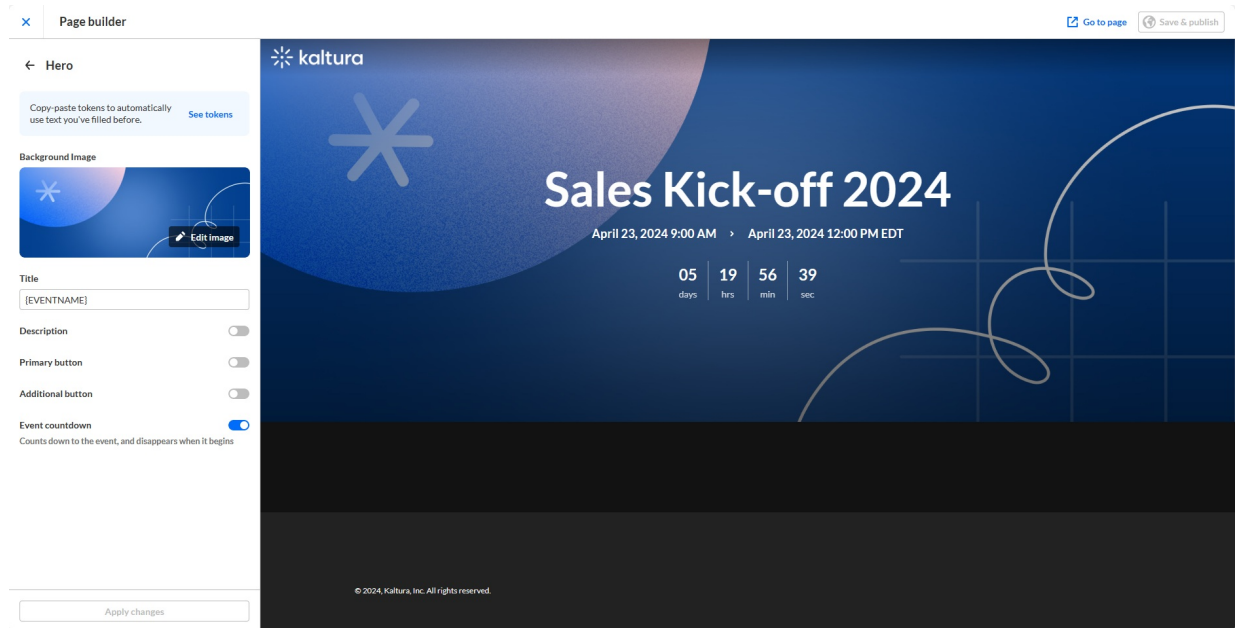 Page builder
Go to page
Save & publish
Hero
Copy-paste tokens to automatically
use text you've filled before.
See tokens
Background Image
Edit image
Title
{EVENTNAME}
Description
Primary button
Additional button
Event countdown
Counts down to the event, and disappears when it begins
Apply changes
kaltura
Sales Kick-off 2024
April 23, 2024 9:00 AM › April 23, 2024 12:00 PM EDT
05 19 56 39
days hrs min sec
© 2024, Kaltura, Inc. All rights reserved.